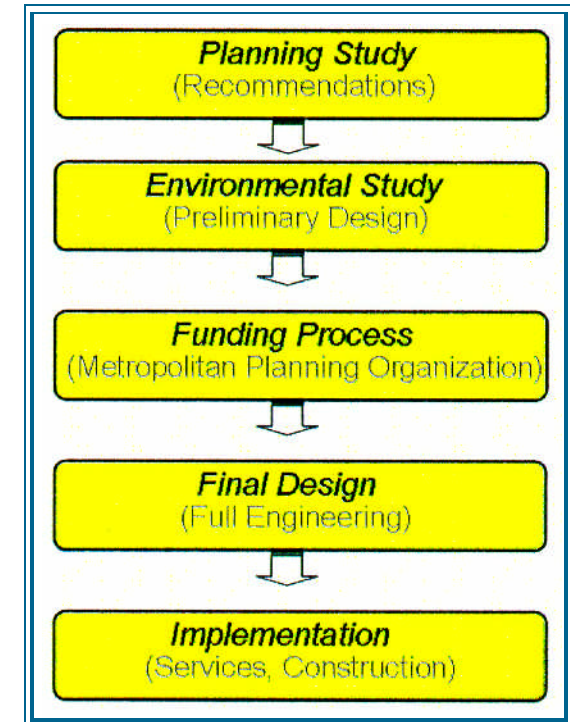 Planning Study
(Recommendations)
Environmental Study
(Preliminary Design)
Funding Process
(Metropolitan Planning Organization)
Final Design
(Full Engineering)
Implementation
(Services, Construction)